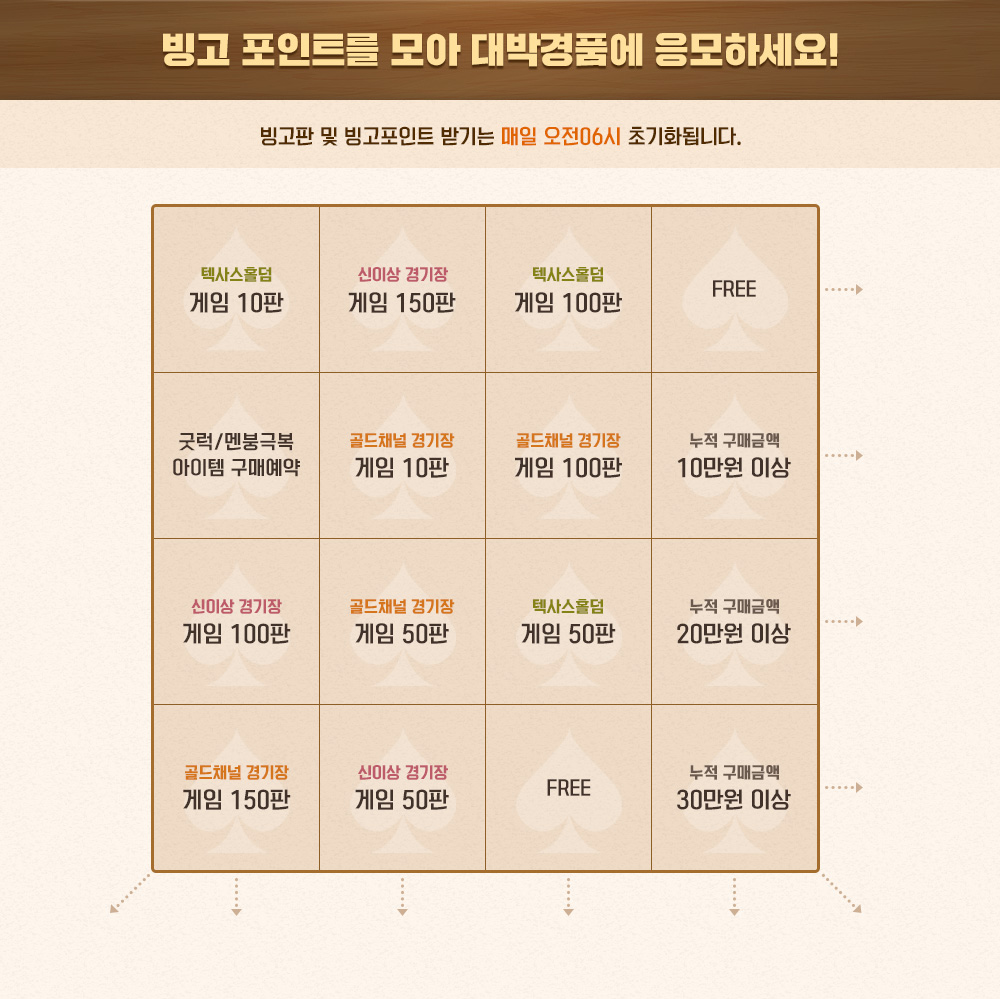 빙고 포인트를 모아 대박경품에 응모하세요!
빙고판 및 빙고포인트 받기는 매일 오전06시 초기화됩니다.
텍사스홀덤
게임 10판
신이상 경기장
게임 150판
텍사스홀덤
게임 100판
FREE
굿럭/멘붕극복
아이템 구매예약
골드채널 경기장
게임 10판
골드채널 경기장
게임 100판
누적 구매금액
10만원 이상
신이상 경기장
게임 100판
골드채널 경기장
게임 50판
텍사스홀덤
게임 50판
누적 구매금액
20만원 이상
골드채널 경기장
게임 150판
신이상 경기장
게임 50판
FREE
누적 구매금액
30만원 이상